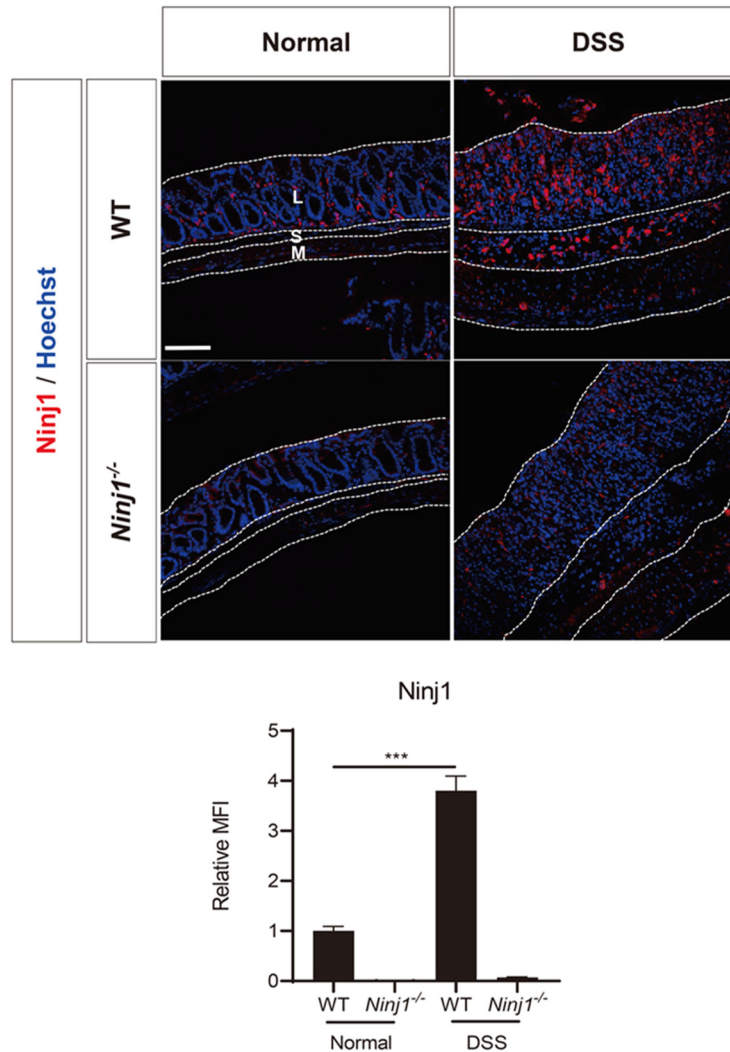 Normal
DSS
Ninj1 / Hoechst
WT
L
S
M
Ninj1-/-
Ninj1
Relative MFI
5
4
3
2
1
0
***
WT Ninj1-/- WT Ninj1-/-
Normal DSS